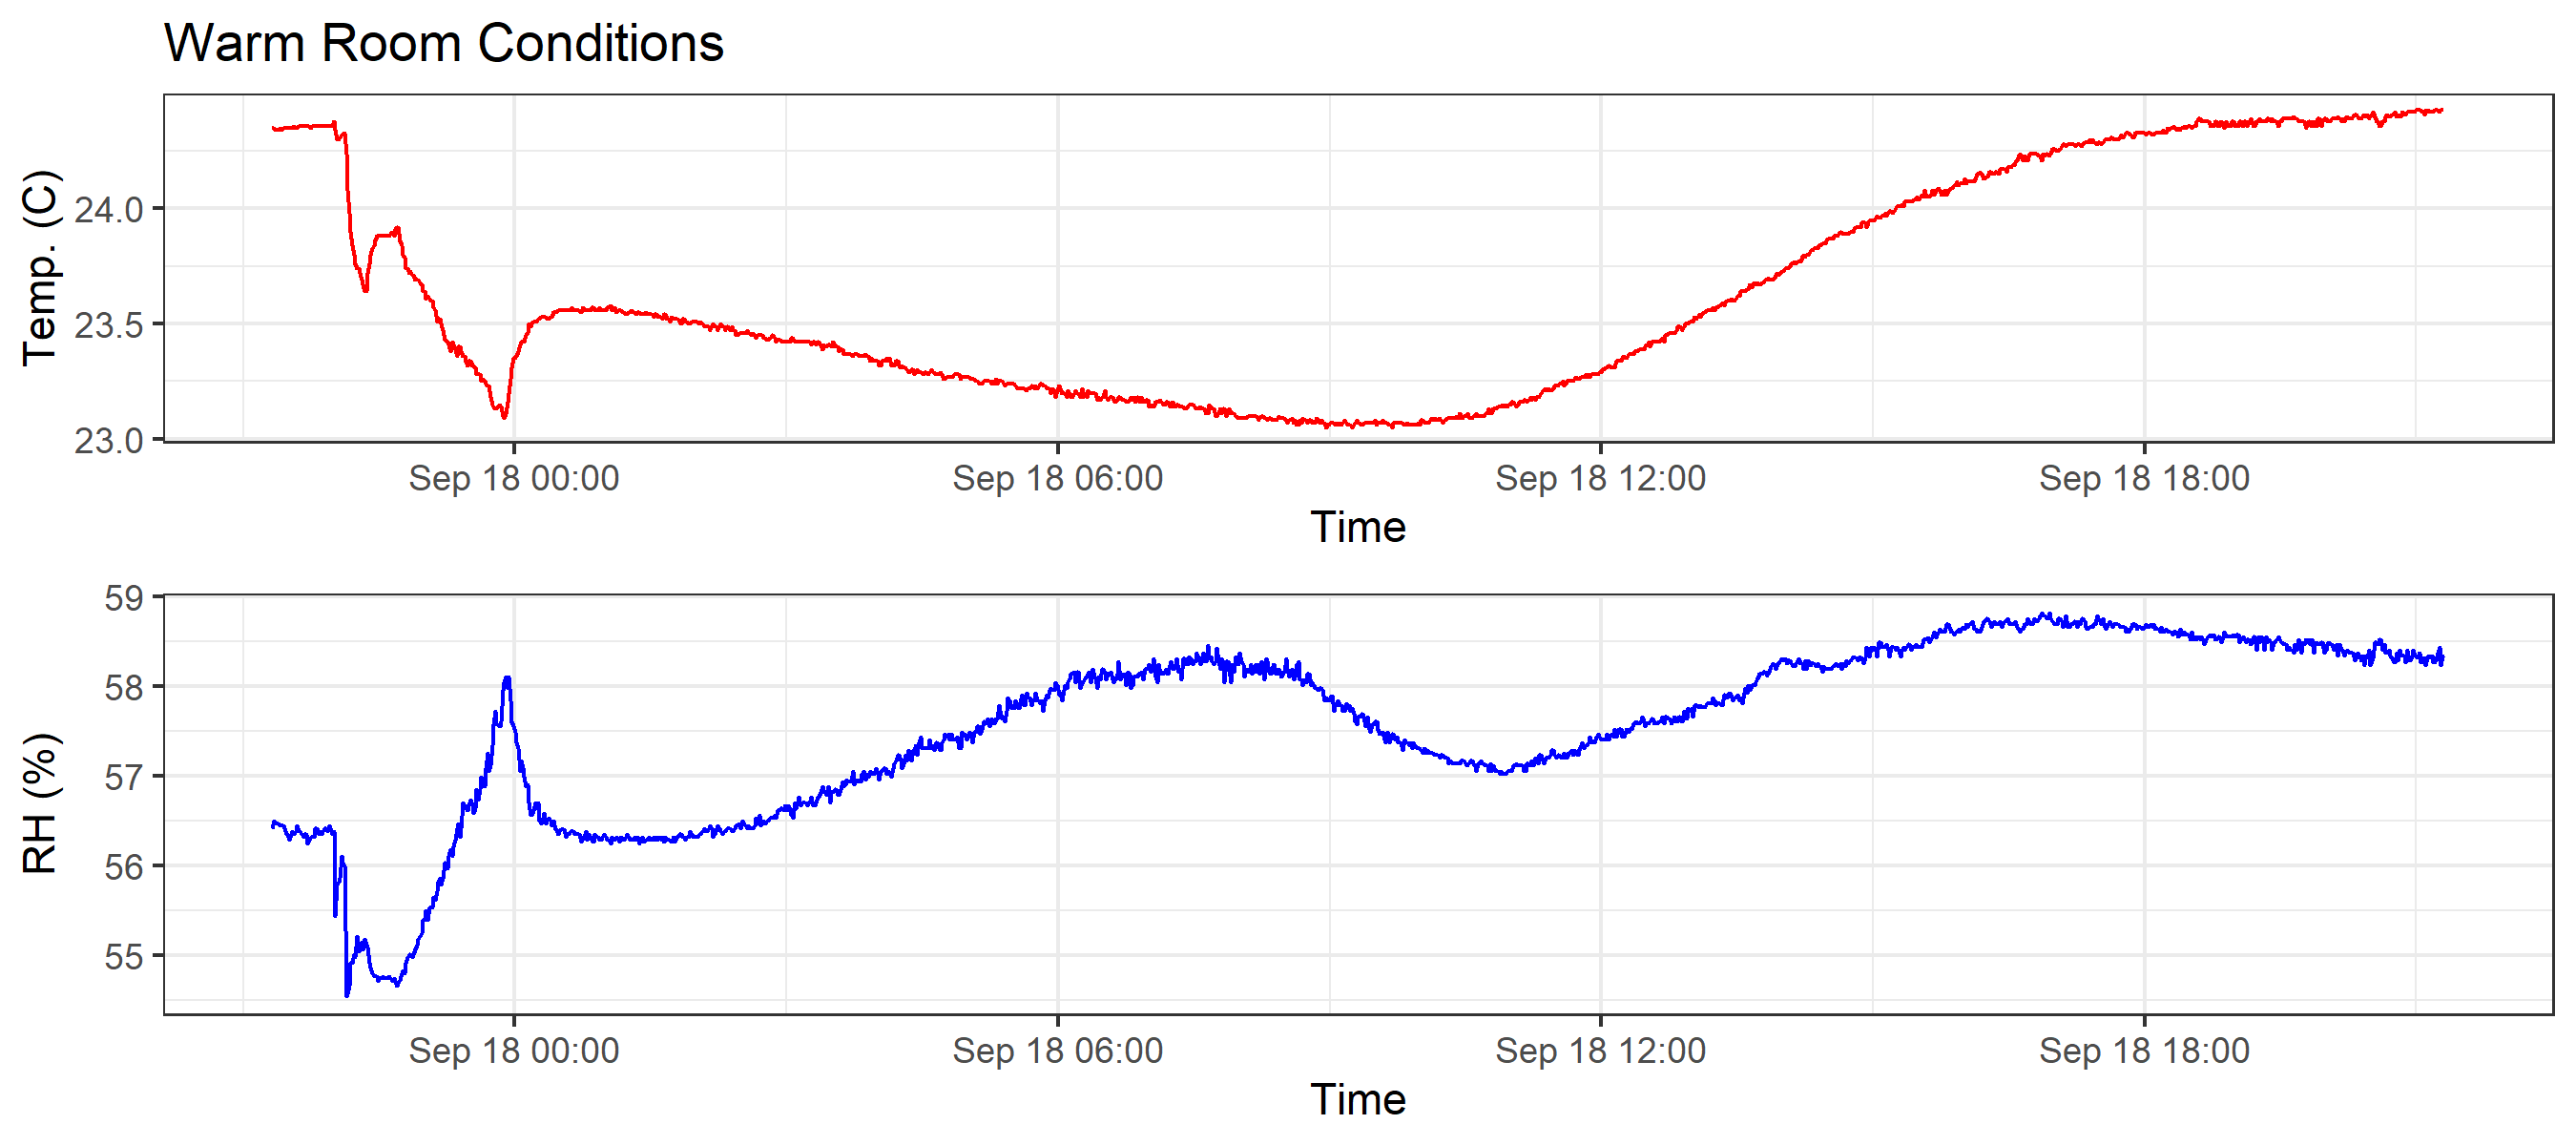 Warm Room Conditions
Temp. (C)
24.0
23.5
23.0
Sep 18 00:00 Sep 18 06:00 Sep 18 12:00 Sep 18 18:00
Time
RH (%)
59
58
57
56
55
Sep 18 00:00 Sep 18 06:00 Sep 18 12:00 Sep 18 18:00
Time